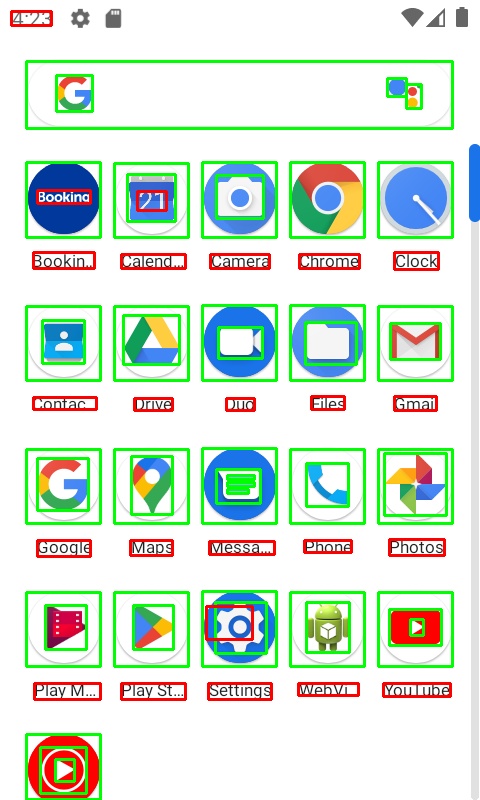 4:23
Booking
21
Bookin…
Calend…
Camera
Chrome
Clock
Contac…
Drive
Duo
Files
Gmail
Google
Maps
Messa…
Phone
Photos
Play M…
Play St…
Settings
WebVi…
YouTube